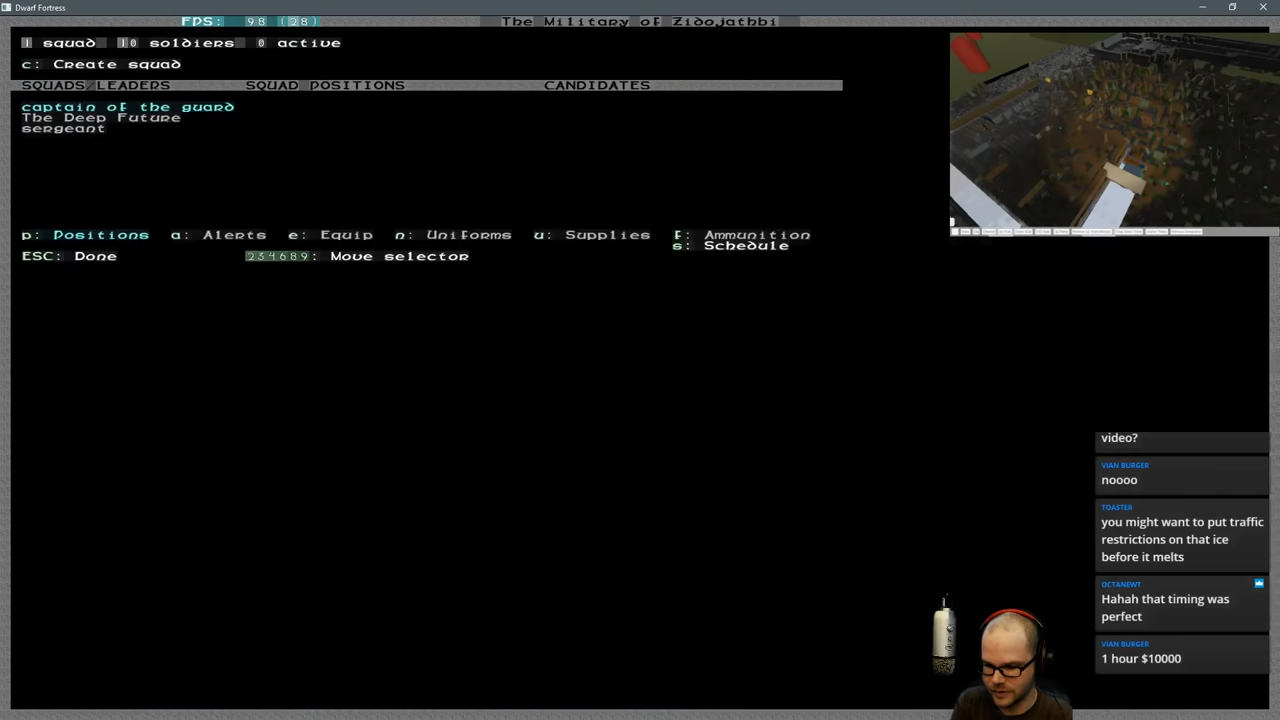 Dwarf Fortress
FPS: 98 (28)
The Military of Zidojathbi
1 squad 10 soldiers 0 active
c: Create squad
SQUADS/LEADERS SQUAD POSITIONS CANDIDATES
captain of the guard
The Deep Future
sergeant
p: Positions a: Alerts e: Equip n: Uniforms u: Supplies f: Ammunition
s: Schedule
ESC: Done 234689: Move selector
video?
VIAN BURGER
noooo
TOASTER
you might want to put traffic
restrictions on that ice
before it melts
OCTANEWT
Hahah that timing was
perfect
VIAN BURGER
1 hour $10000